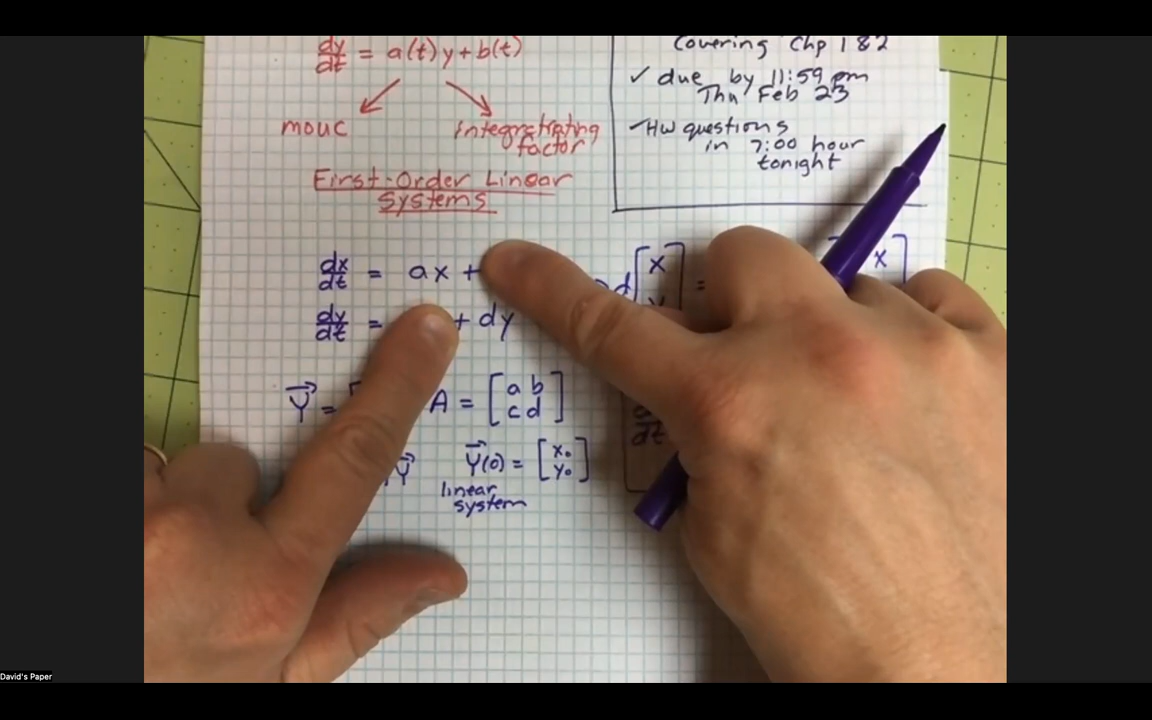 dy/dt = a(t)y + b(t)
MOUC integratrating factor
First-Order Linear
Systems
Covering Chp 1 & 2
✓ due by 11:59 pm
Thu Feb 23
✓ HW questions
in 7:00 hour
tonight
dx/dt = ax +
dy/dt = + dy
d [x y] =
x
Y⃗ = A = [a b
c d]
Y⃗ Y⃗(0) = [x₀
y₀]
linear
system
dt
David's Paper